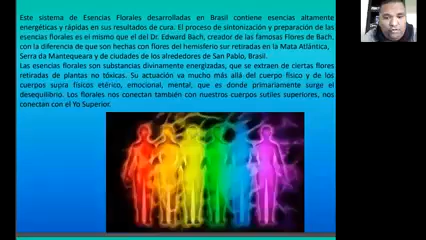 Este sistema de Esencias Florales desarrolladas en Brasil contiene esencias altamente
energéticas y rápidas en sus resultados de cura. El proceso de sintonización y preparación de las
esencias florales es el mismo que el del Dr. Edward Bach, creador de las famosas Flores de Bach,
con la diferencia de que son hechas con flores del hemisferio sur retiradas en la Mata Atlántica,
Serra da Mantequeara y de ciudades de los alrededores de San Pablo, Brasil.
Las esencias florales son substancias divinamente energizadas, que se extraen de ciertas flores
retiradas de plantas no tóxicas. Su actuación va mucho más allá del cuerpo físico y de los
cuerpos supra físicos etérico, emocional, mental, que es donde primariamente surge el
desequilibrio. Los florales nos conectan también con nuestros cuerpos sutiles superiores, nos
conectan con el Yo Superior.